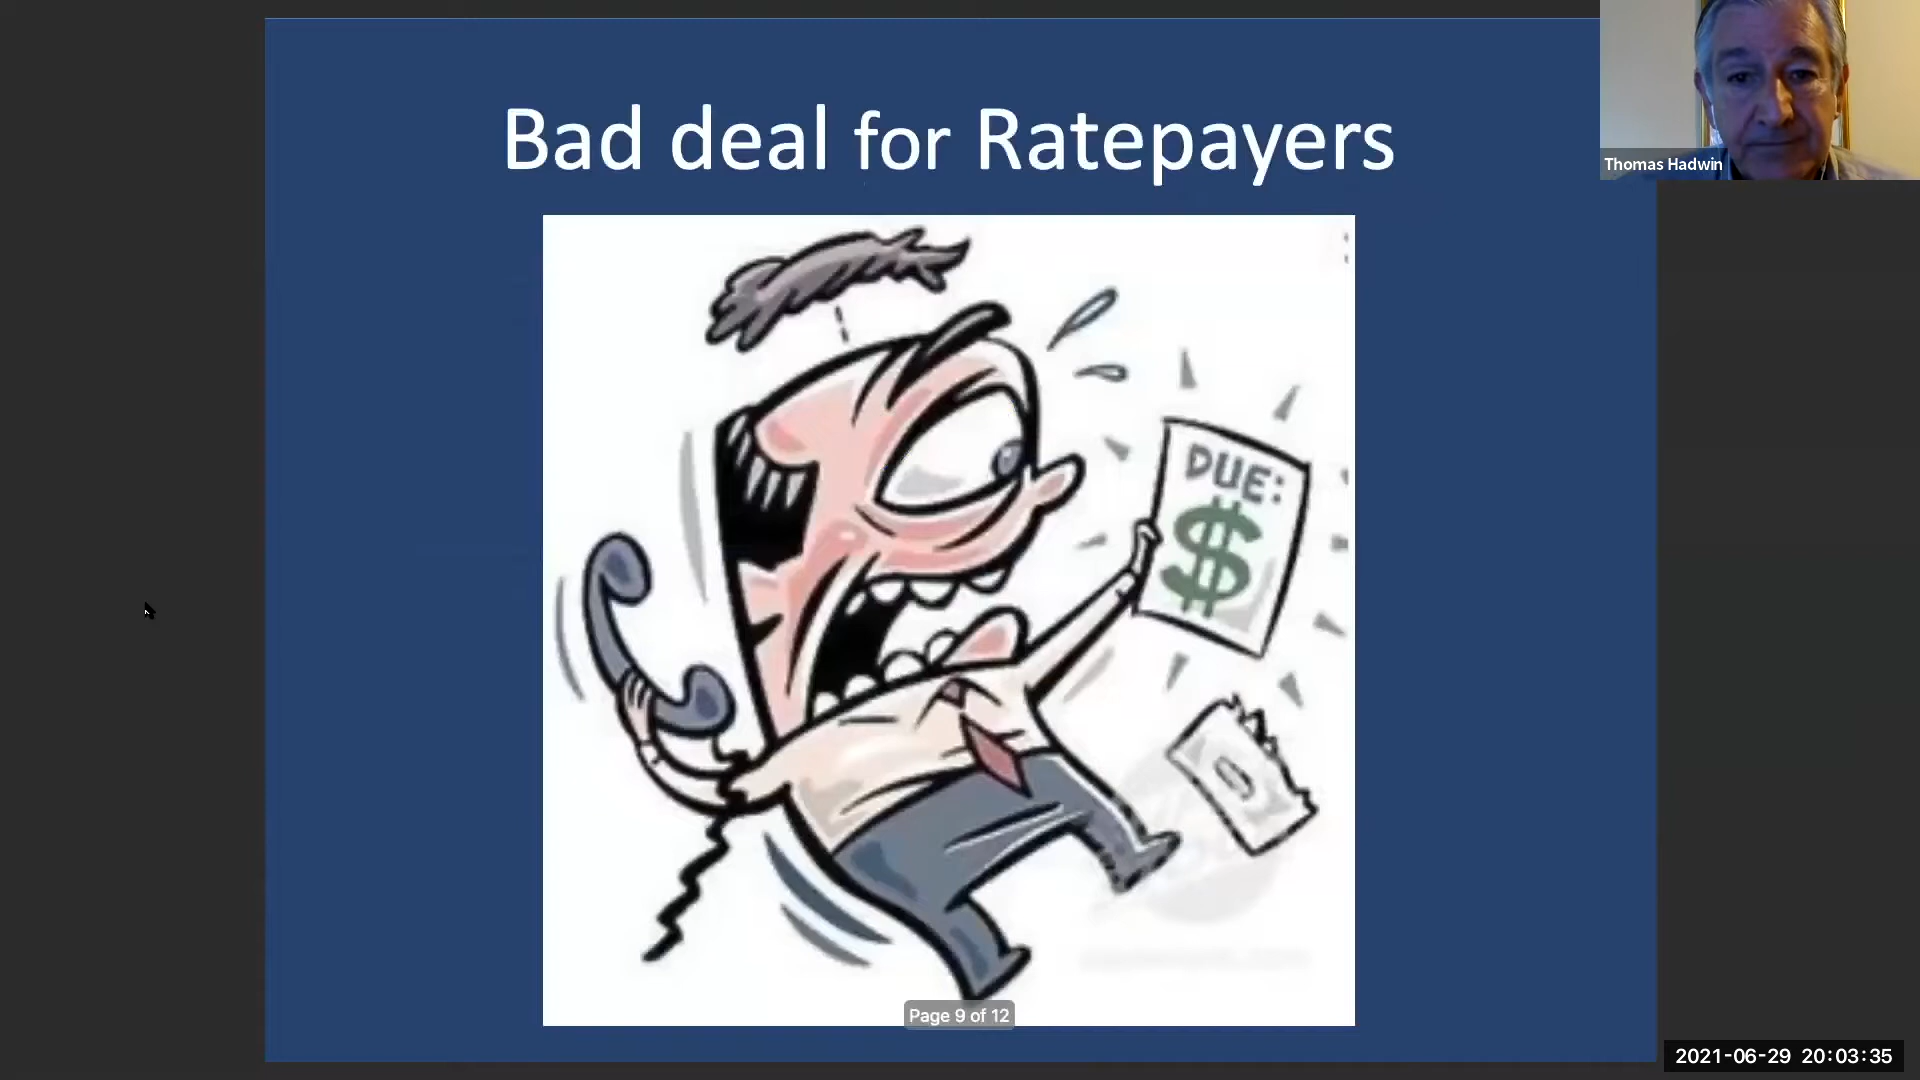 Bad deal for Ratepayers
Thomas Hadwin
DUE:
$
Page 9 of 12
2021-06-29 20:03:35